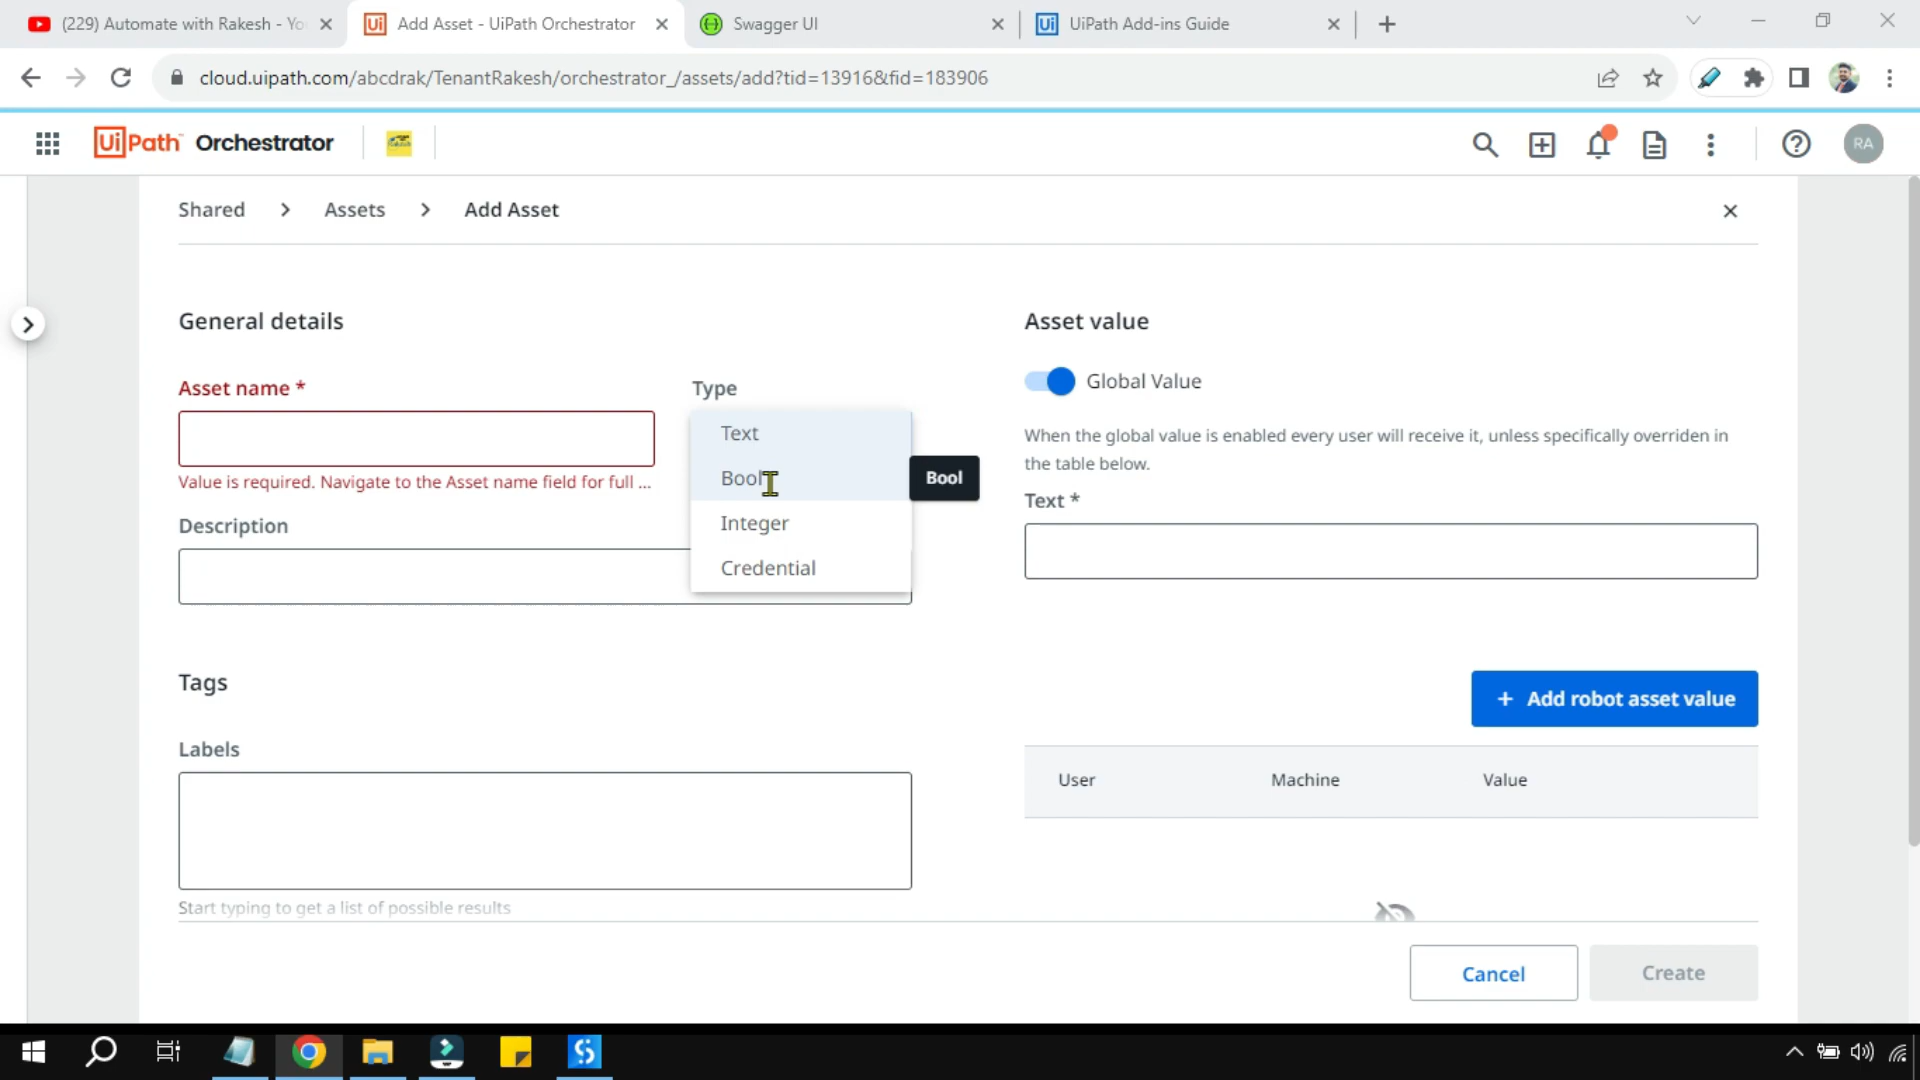 (229) Automate with Rakesh - Yo
Add Asset - UiPath Orchestrator
Swagger UI
UiPath Add-ins Guide
cloud.uipath.com/abcdrak/TenantRakesh/orchestrator_/assets/add?tid=13916&fid=183906
UiPath Orchestrator
RA
Shared > Assets > Add Asset
General details
Asset value
Asset name *
Type
Global Value
Text
When the global value is enabled every user will receive it, unless specifically overriden in
the table below.
Bool
Bool
Value is required. Navigate to the Asset name field for full ...
Text *
Description
Integer
Credential
Tags
+ Add robot asset value
Labels
User
Machine
Value
Start typing to get a list of possible results
Cancel
Create